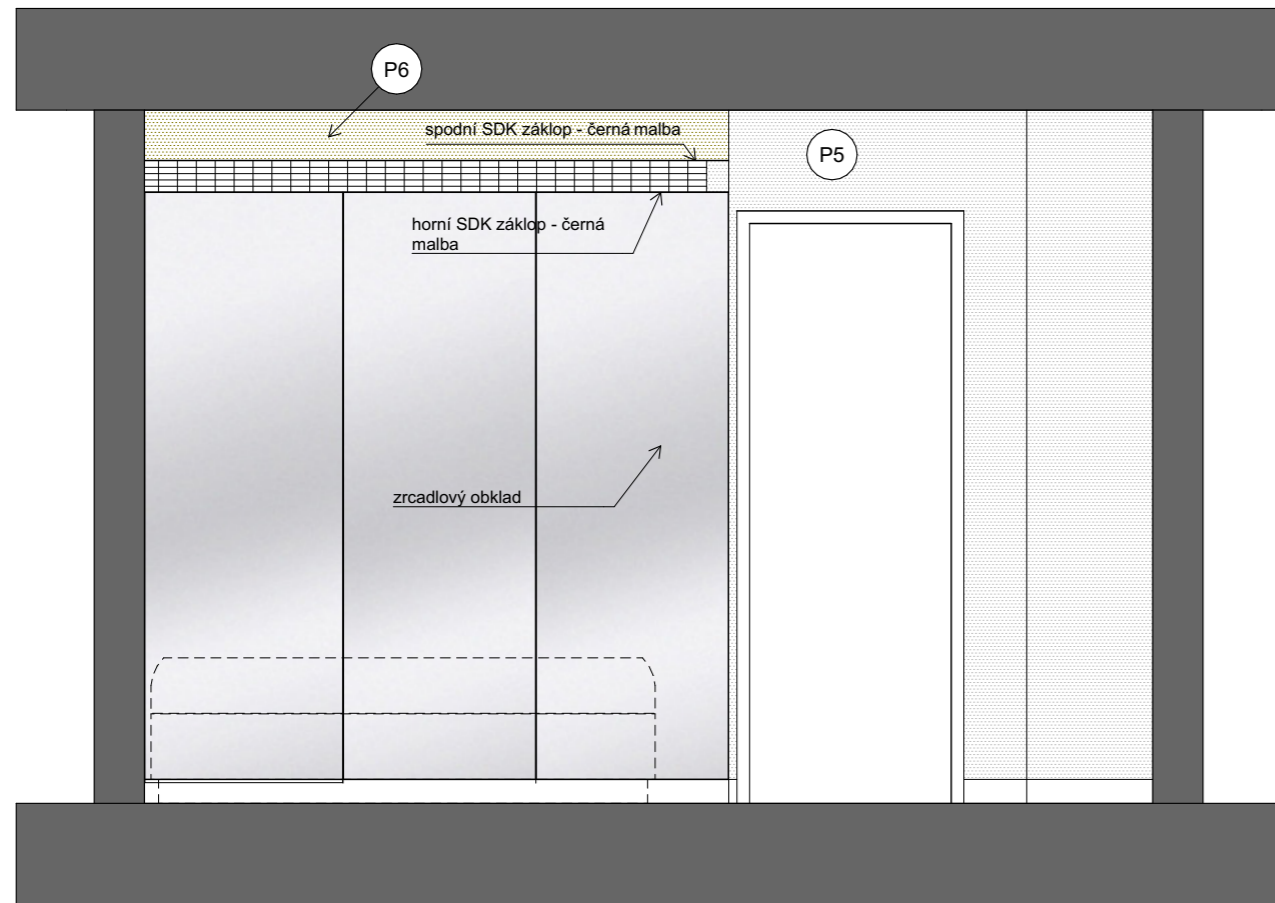 P6
spodní SDK záklop - černá malba
P5
horní SDK záklop - černá
malba
zrcadlový obklad